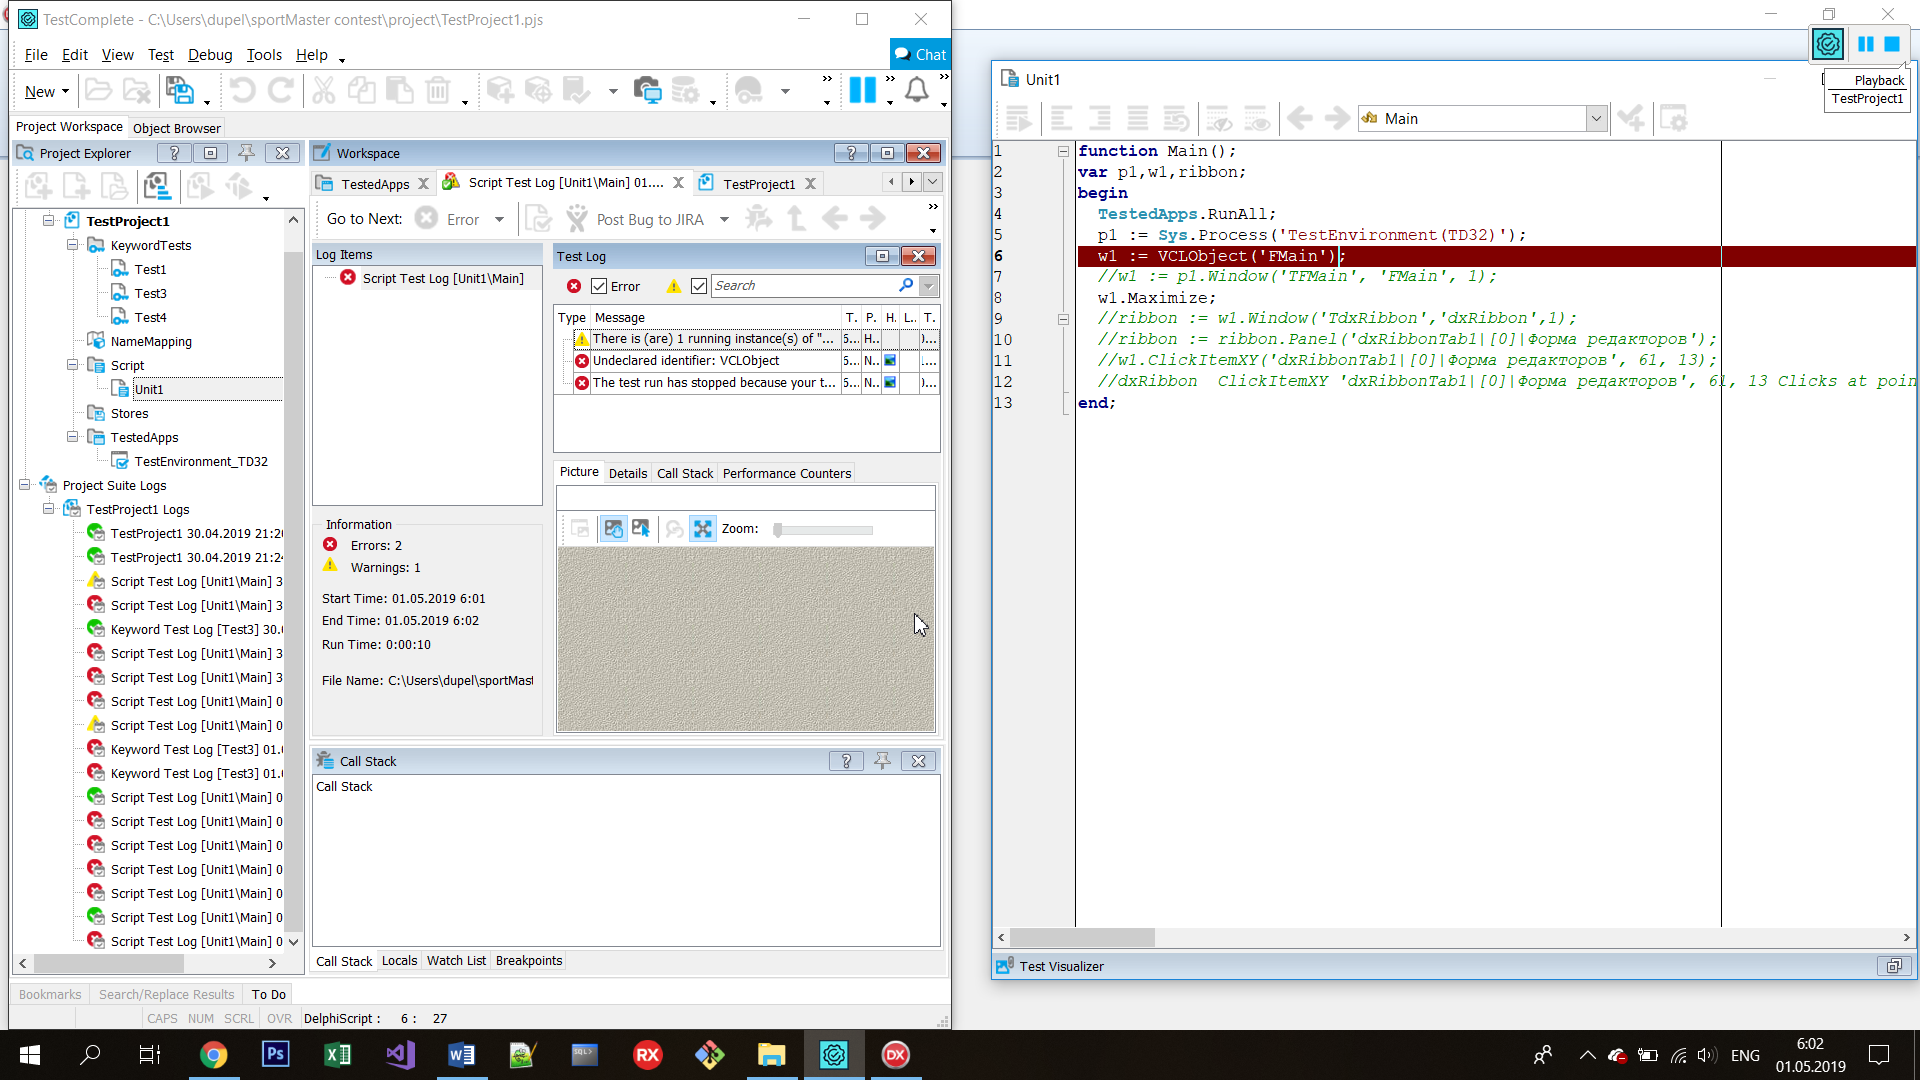 TestComplete - C:\Users\dupel\sportMaster contest\project\TestProject1.pjs
File Edit View Test Debug Tools Help
Chat
New
Project Workspace Object Browser
Project Explorer
TestProject1
KeywordTests
Test1
Test3
Test4
NameMapping
Script
Unit1
Stores
TestedApps
TestEnvironment_TD32
Project Suite Logs
TestProject1 Logs
TestProject1 30.04.2019 21:2
TestProject1 30.04.2019 21:2
Script Test Log [Unit1\Main] 3
Script Test Log [Unit1\Main] 3
Keyword Test Log [Test3] 30.
Script Test Log [Unit1\Main] 3
Script Test Log [Unit1\Main] 3
Script Test Log [Unit1\Main] 0
Script Test Log [Unit1\Main] 0
Keyword Test Log [Test3] 01.
Keyword Test Log [Test3] 01.
Script Test Log [Unit1\Main] 0
Script Test Log [Unit1\Main] 0
Script Test Log [Unit1\Main] 0
Script Test Log [Unit1\Main] 0
Script Test Log [Unit1\Main] 0
Script Test Log [Unit1\Main] 0
Script Test Log [Unit1\Main] 0
Workspace
TestedApps Script Test Log [Unit1\Main] 01.... TestProject1
Go to Next: Error Post Bug to JIRA
Log Items
Script Test Log [Unit1\Main]
Information
Errors: 2
Warnings: 1
Start Time: 01.05.2019 6:01
End Time: 01.05.2019 6:02
Run Time: 0:00:10
File Name: C:\Users\dupel\sportMast
Test Log
Error Search
Type Message T. P. H. L.. T.
There is (are) 1 running instance(s) of "... 6... H..
Undeclared identifier: VCLObject 6... N..
The test run has stopped because your t... 6... N..
Picture Details Call Stack Performance Counters
Zoom:
Call Stack
Call Stack
Call Stack Locals Watch List Breakpoints
Bookmarks Search/Replace Results To Do
CAPS NUM SCRL OVR DelphiScript : 6 : 27
Playback
TestProject1
Unit1
Main
1 function Main();
2 var p1,w1,ribbon;
3 begin
4 TestedApps.RunAll;
5 p1 := Sys.Process('TestEnvironment(TD32)');
6 w1 := VCLObject('FMain');
7 //w1 := p1.Window('TFMain', 'FMain', 1);
8 w1.Maximize;
9 //ribbon := w1.Window('TdxRibbon','dxRibbon',1);
10 //ribbon := ribbon.Panel('dxRibbonTab1|[0]|Форма редакторов');
11 //w1.ClickItemXY('dxRibbonTab1|[0]|Форма редакторов', 61, 13);
12 //dxRibbon ClickItemXY 'dxRibbonTab1|[0]|Форма редакторов', 61, 13 Clicks at poin
13 end;
Test Visualizer
Ps
SQL>
RX
DX
ENG
6:02
01.05.2019